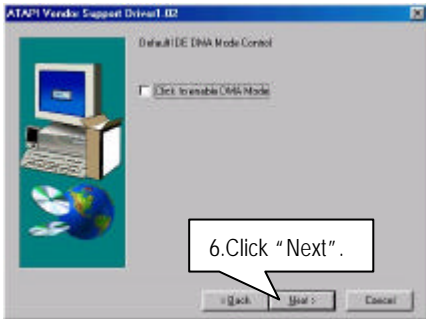 ATAPI Vendor Support Driver1.02
Default IDE DMA Mode Control
Click to enable DMA Mode
6.Click “Next”.
< Back
Next >
Cancel